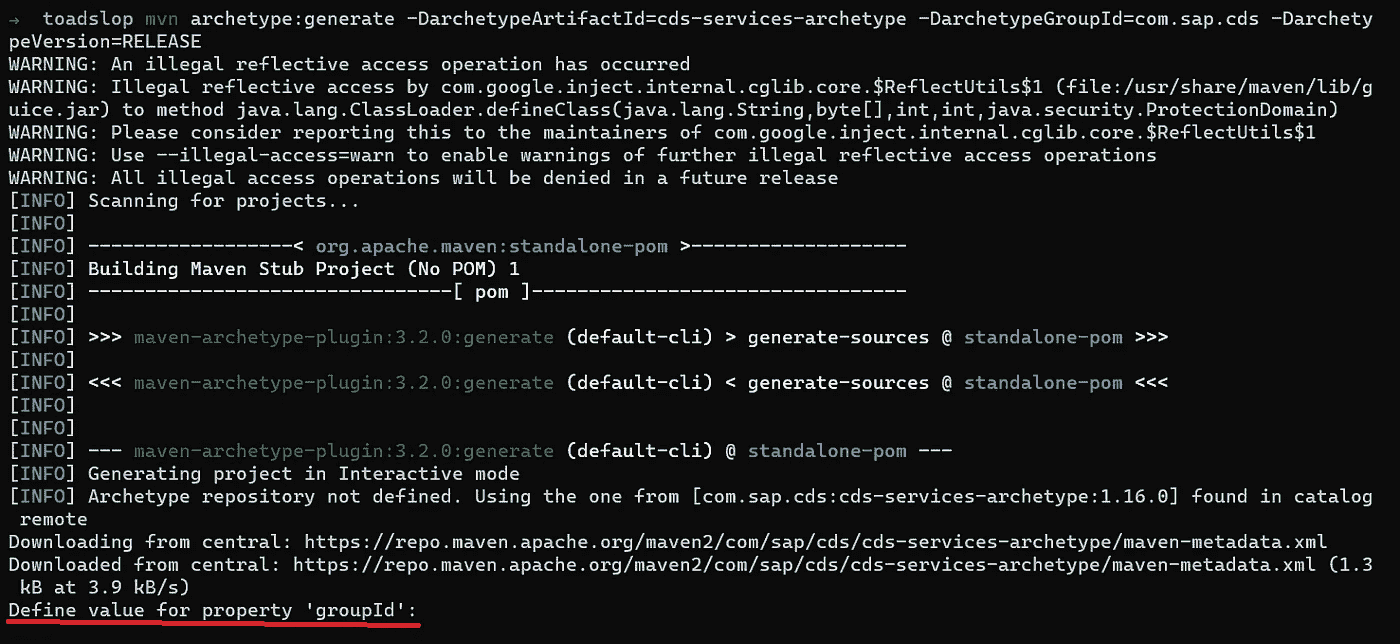 →  toadslop mvn archetype:generate -DarchetypeArtifactId=cds-services-archetype -DarchetypeGroupId=com.sap.cds -Darchety
peVersion=RELEASE
WARNING: An illegal reflective access operation has occurred
WARNING: Illegal reflective access by com.google.inject.internal.cglib.core.$ReflectUtils$1 (file:/usr/share/maven/lib/g
uice.jar) to method java.lang.ClassLoader.defineClass(java.lang.String,byte[],int,int,java.security.ProtectionDomain)
WARNING: Please consider reporting this to the maintainers of com.google.inject.internal.cglib.core.$ReflectUtils$1
WARNING: Use --illegal-access=warn to enable warnings of further illegal reflective access operations
WARNING: All illegal access operations will be denied in a future release
[INFO] Scanning for projects...
[INFO]
[INFO] ------------------< org.apache.maven:standalone-pom >-------------------
[INFO] Building Maven Stub Project (No POM) 1
[INFO] --------------------------------[ pom ]---------------------------------
[INFO]
[INFO] >>> maven-archetype-plugin:3.2.0:generate (default-cli) > generate-sources @ standalone-pom >>>
[INFO]
[INFO] <<< maven-archetype-plugin:3.2.0:generate (default-cli) < generate-sources @ standalone-pom <<<
[INFO]
[INFO]
[INFO] --- maven-archetype-plugin:3.2.0:generate (default-cli) @ standalone-pom ---
[INFO] Generating project in Interactive mode
[INFO] Archetype repository not defined. Using the one from [com.sap.cds:cds-services-archetype:1.16.0] found in catalog
 remote
Downloading from central: https://repo.maven.apache.org/maven2/com/sap/cds/cds-services-archetype/maven-metadata.xml
Downloaded from central: https://repo.maven.apache.org/maven2/com/sap/cds/cds-services-archetype/maven-metadata.xml (1.3
 kB at 3.9 kB/s)
Define value for property 'groupId':